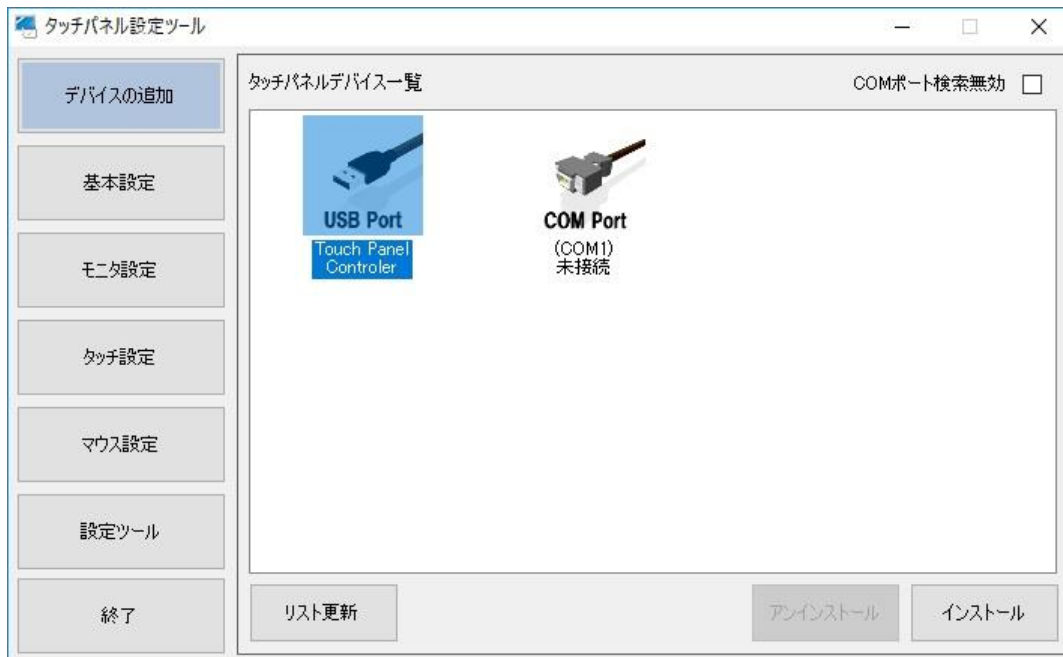 タッチパネル設定ツール
デバイスの追加
基本設定
モニタ設定
タッチ設定
マウス設定
設定ツール
終了
タッチパネルデバイス一覧
COMポート検索無効
USB Port
Touch Panel
Controler
COM Port
(COM1)
未接続
リスト更新
アンインストール
インストール